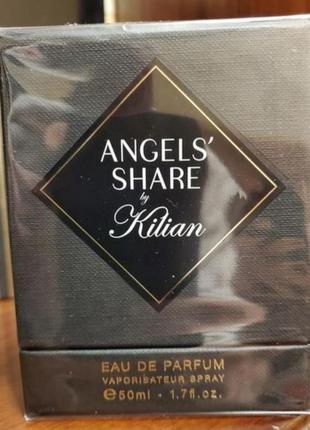 ANGELS’
SHARE
by
Kilian
EAU DE PARFUM
VAPORISATEUR SPRAY
℮50ml - 1.7fl.oz.